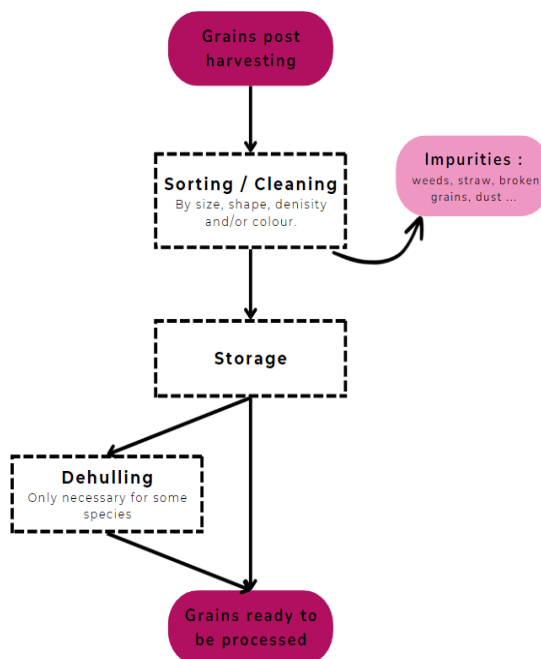 Grains post
harvesting
Sorting / Cleaning
By size, shape, denisity
and/or colour.
Impurities :
weeds, straw, broken
grains, dust ...
Storage
Dehulling
Only necessary for some
species
Grains ready to
be processed